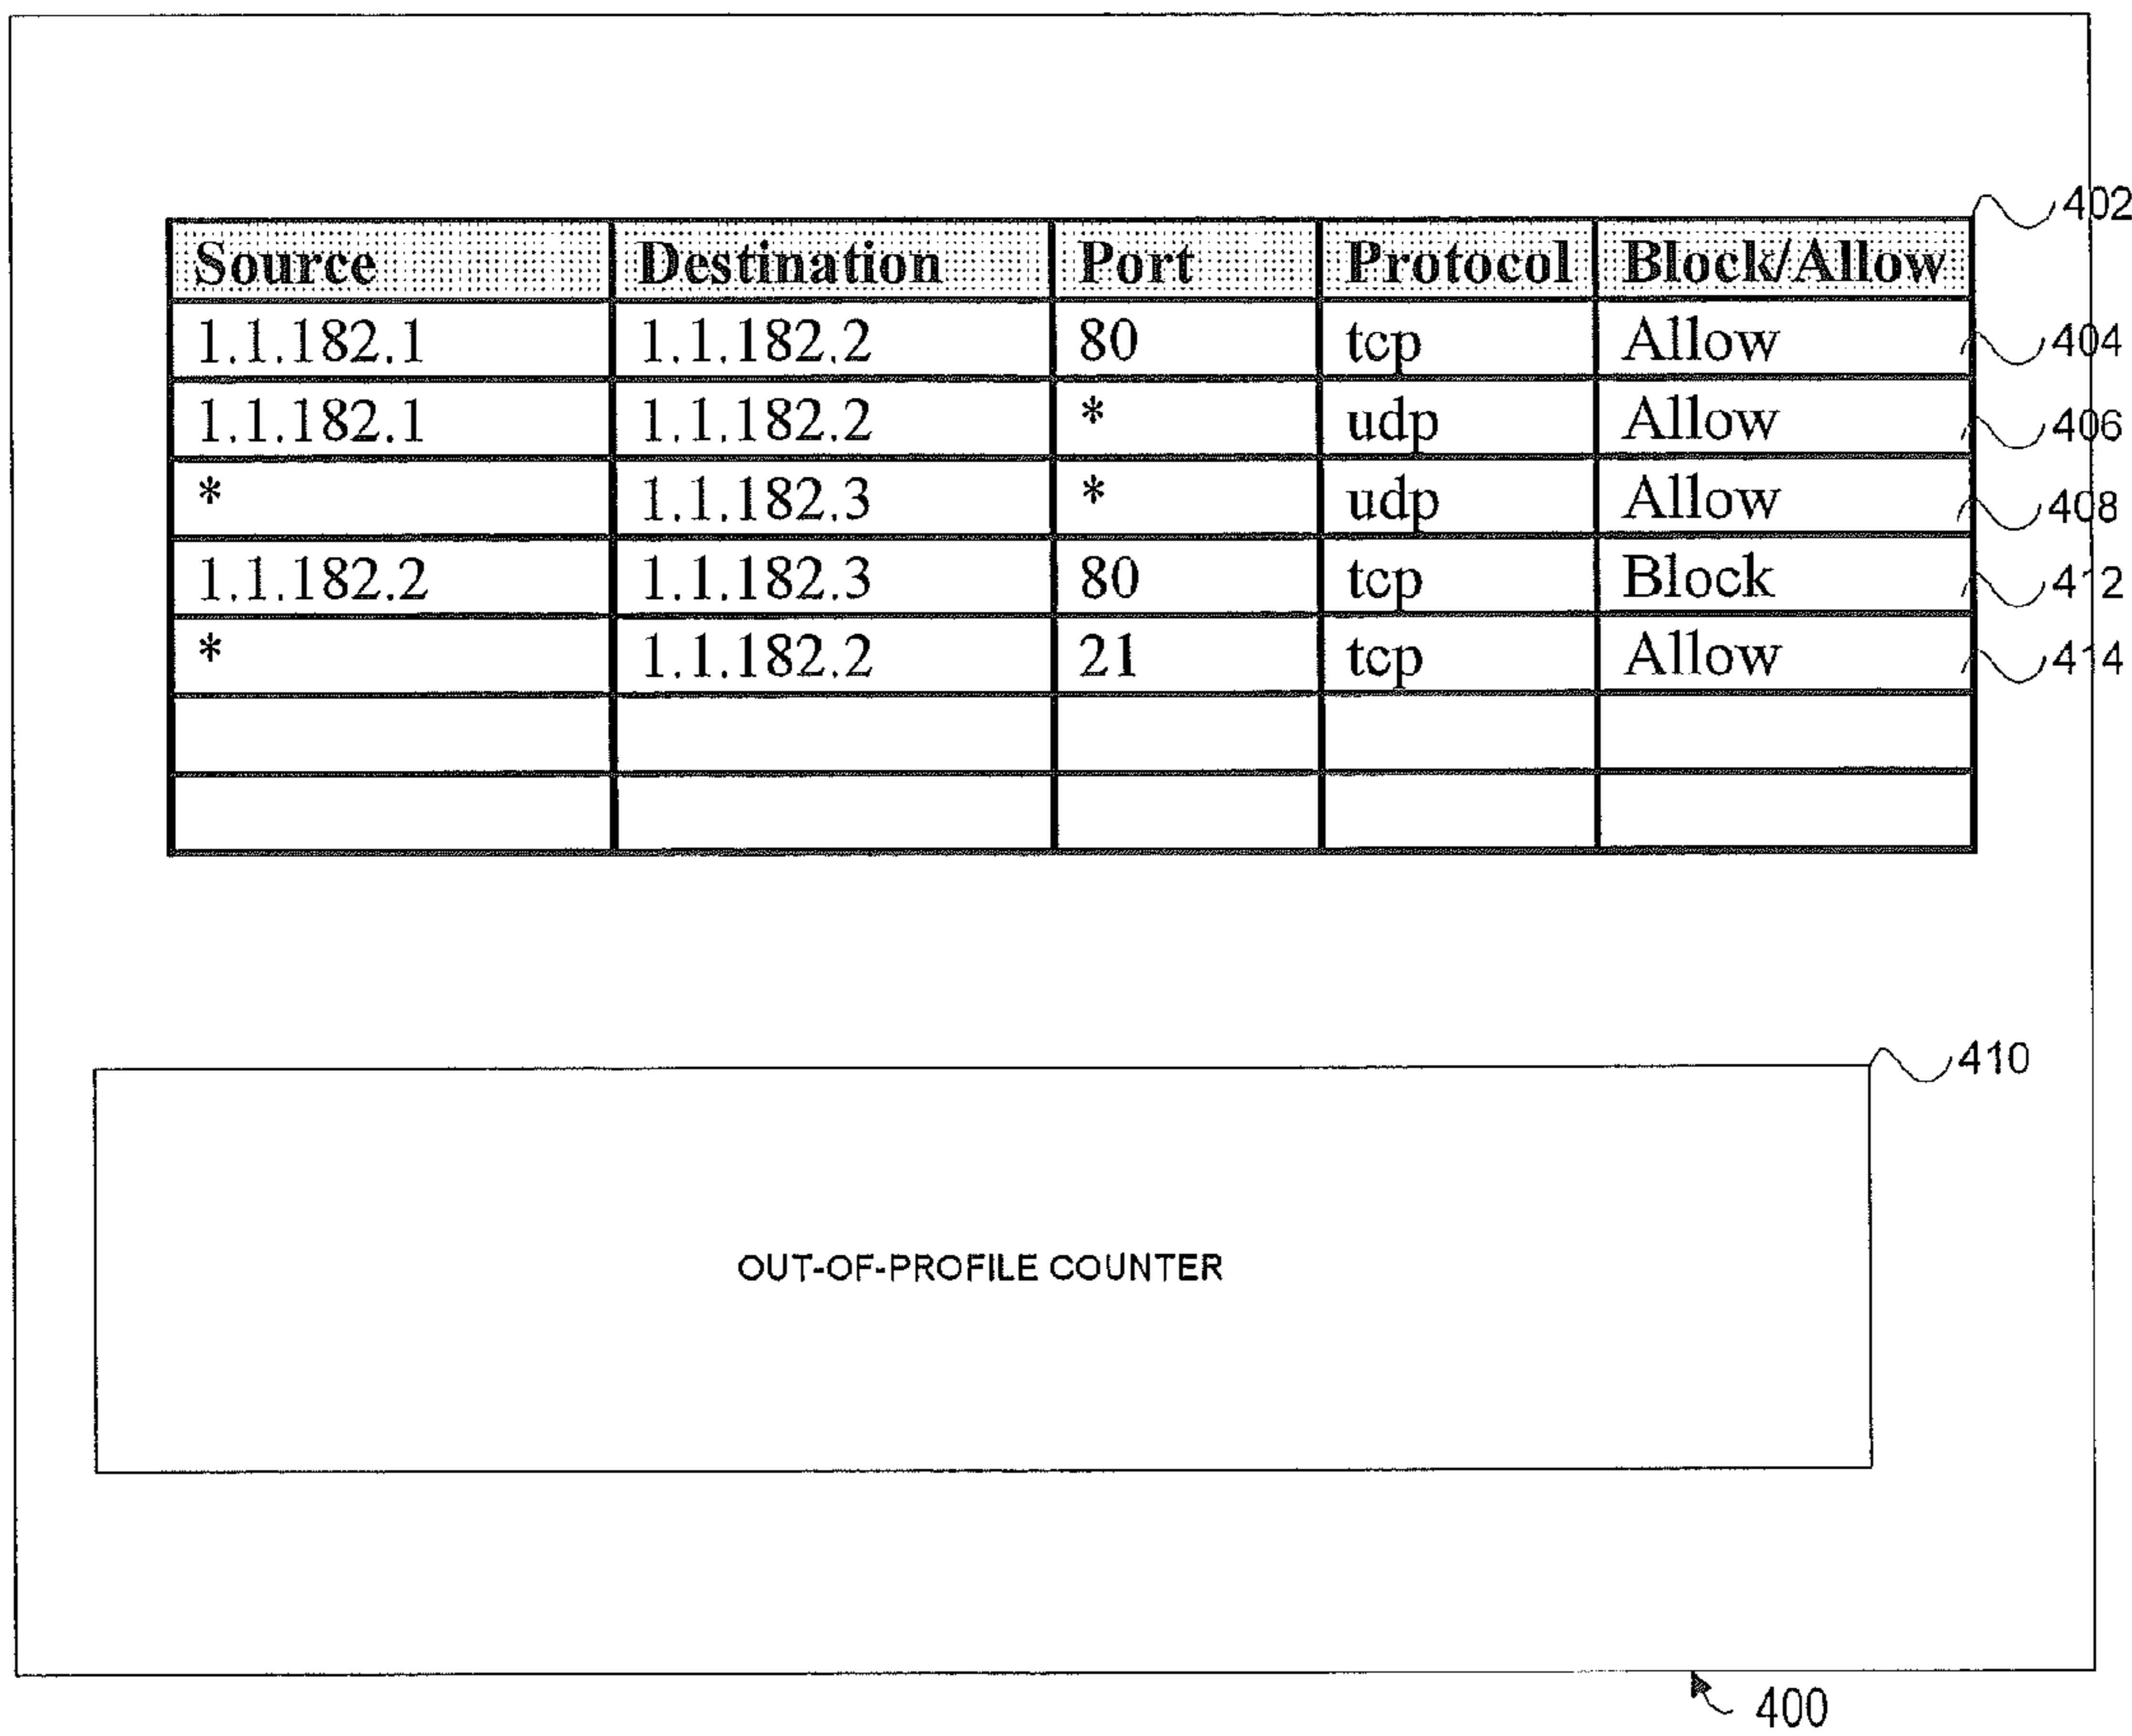 402
Source Destination Port Protocol Block/Allow
1.1.182.1 1.1.182.2 80 tcp Allow 404
1.1.182.1 1.1.182.2 * udp Allow 406
* 1.1.182.3 * udp Allow 408
1.1.182.2 1.1.182.3 80 tcp Block 412
* 1.1.182.2 21 tcp Allow 414
410
OUT-OF-PROFILE COUNTER
400